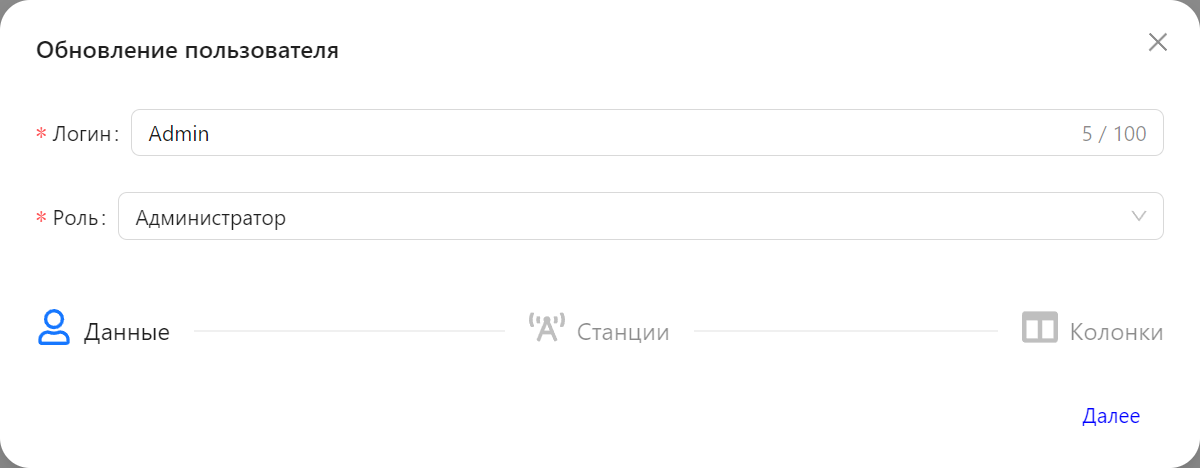 Обновление пользователя
* Логин: Admin 5 / 100
* Роль: Администратор
Данные Станции Колонки
Далее